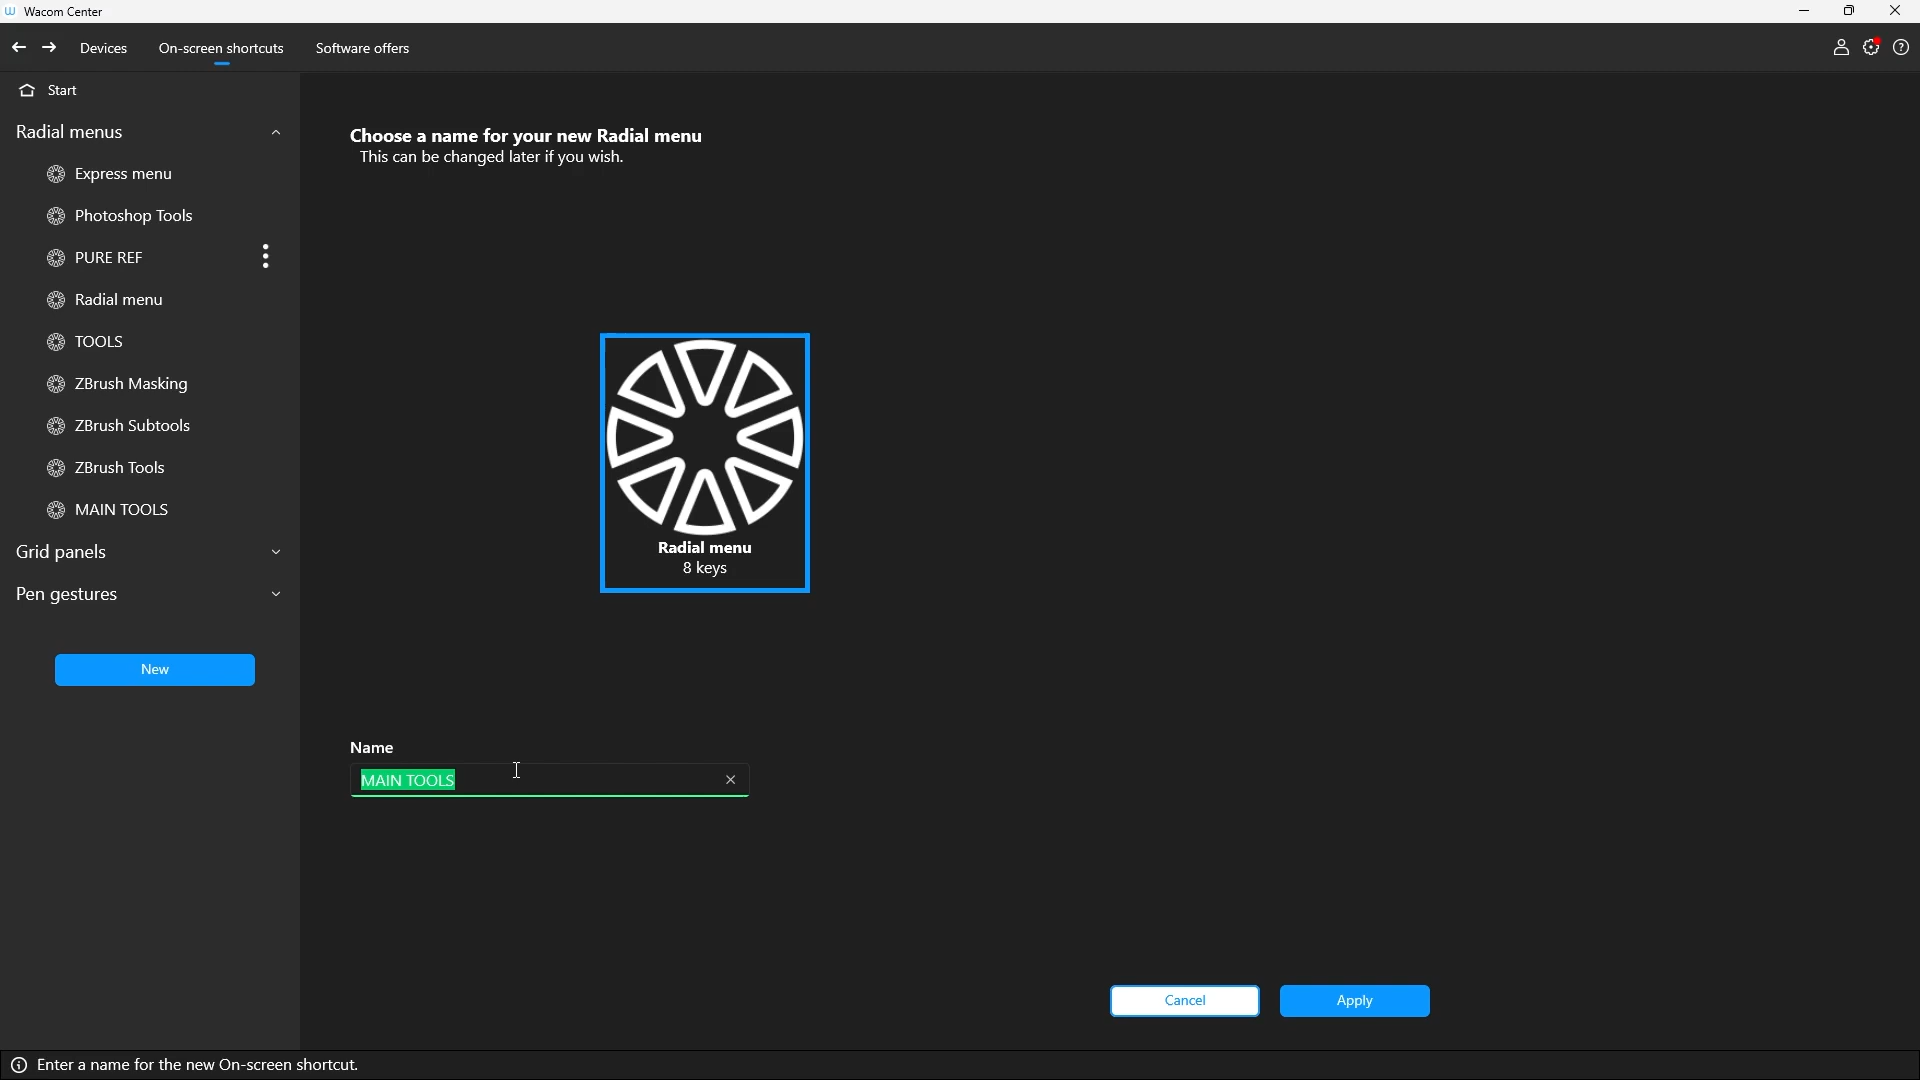 Wacom Center
Devices
On-screen shortcuts
Software offers
Start
Radial menus
Express menu
Photoshop Tools
PURE REF
Radial menu
TOOLS
ZBrush Masking
ZBrush Subtools
ZBrush Tools
MAIN TOOLS
Grid panels
Pen gestures
New
Choose a name for your new Radial menu
This can be changed later if you wish.
Radial menu
8 keys
Name
MAIN TOOLS
Cancel
Apply
Enter a name for the new On-screen shortcut.